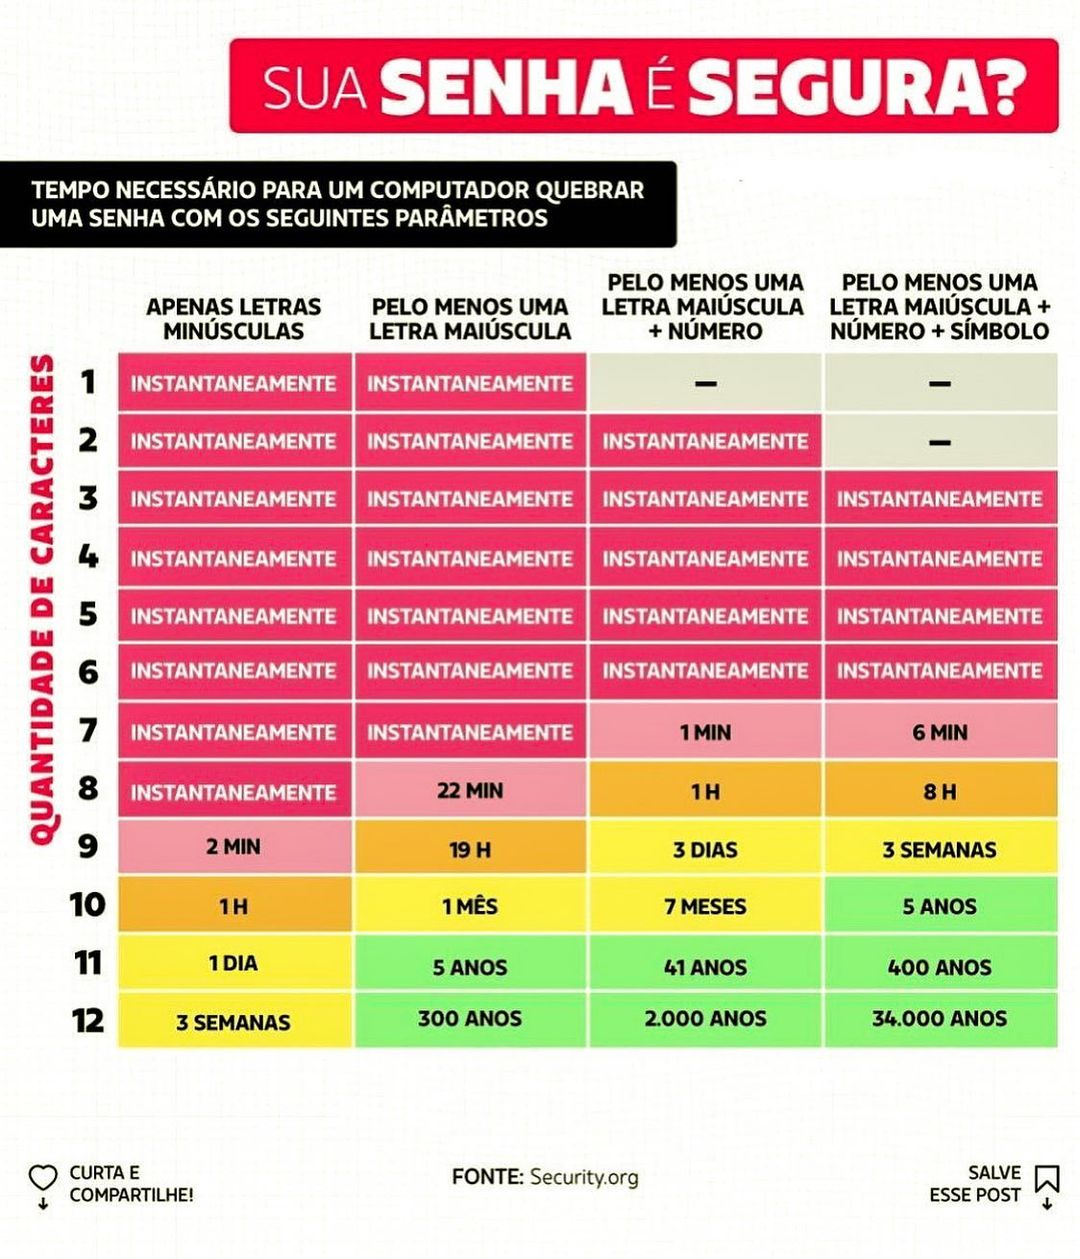 SUA SENHA É SEGURA?
TEMPO NECESSÁRIO PARA UM COMPUTADOR QUEBRAR
UMA SENHA COM OS SEGUINTES PARÂMETROS
APENAS LETRAS
MINÚSCULAS
PELO MENOS UMA
LETRA MAIÚSCULA
PELO MENOS UMA
LETRA MAIÚSCULA
+ NÚMERO
PELO MENOS UMA
LETRA MAIÚSCULA +
NÚMERO + SÍMBOLO
QUANTIDADE DE CARACTERES
1 INSTANTANEAMENTE INSTANTANEAMENTE – –
2 INSTANTANEAMENTE INSTANTANEAMENTE INSTANTANEAMENTE –
3 INSTANTANEAMENTE INSTANTANEAMENTE INSTANTANEAMENTE INSTANTANEAMENTE
4 INSTANTANEAMENTE INSTANTANEAMENTE INSTANTANEAMENTE INSTANTANEAMENTE
5 INSTANTANEAMENTE INSTANTANEAMENTE INSTANTANEAMENTE INSTANTANEAMENTE
6 INSTANTANEAMENTE INSTANTANEAMENTE INSTANTANEAMENTE INSTANTANEAMENTE
7 INSTANTANEAMENTE INSTANTANEAMENTE 1 MIN 6 MIN
8 INSTANTANEAMENTE 22 MIN 1 H 8 H
9 2 MIN 19 H 3 DIAS 3 SEMANAS
10 1 H 1 MÊS 7 MESES 5 ANOS
11 1 DIA 5 ANOS 41 ANOS 400 ANOS
12 3 SEMANAS 300 ANOS 2.000 ANOS 34.000 ANOS
CURTA E
COMPARTILHE!
FONTE: Security.org
SALVE
ESSE POST